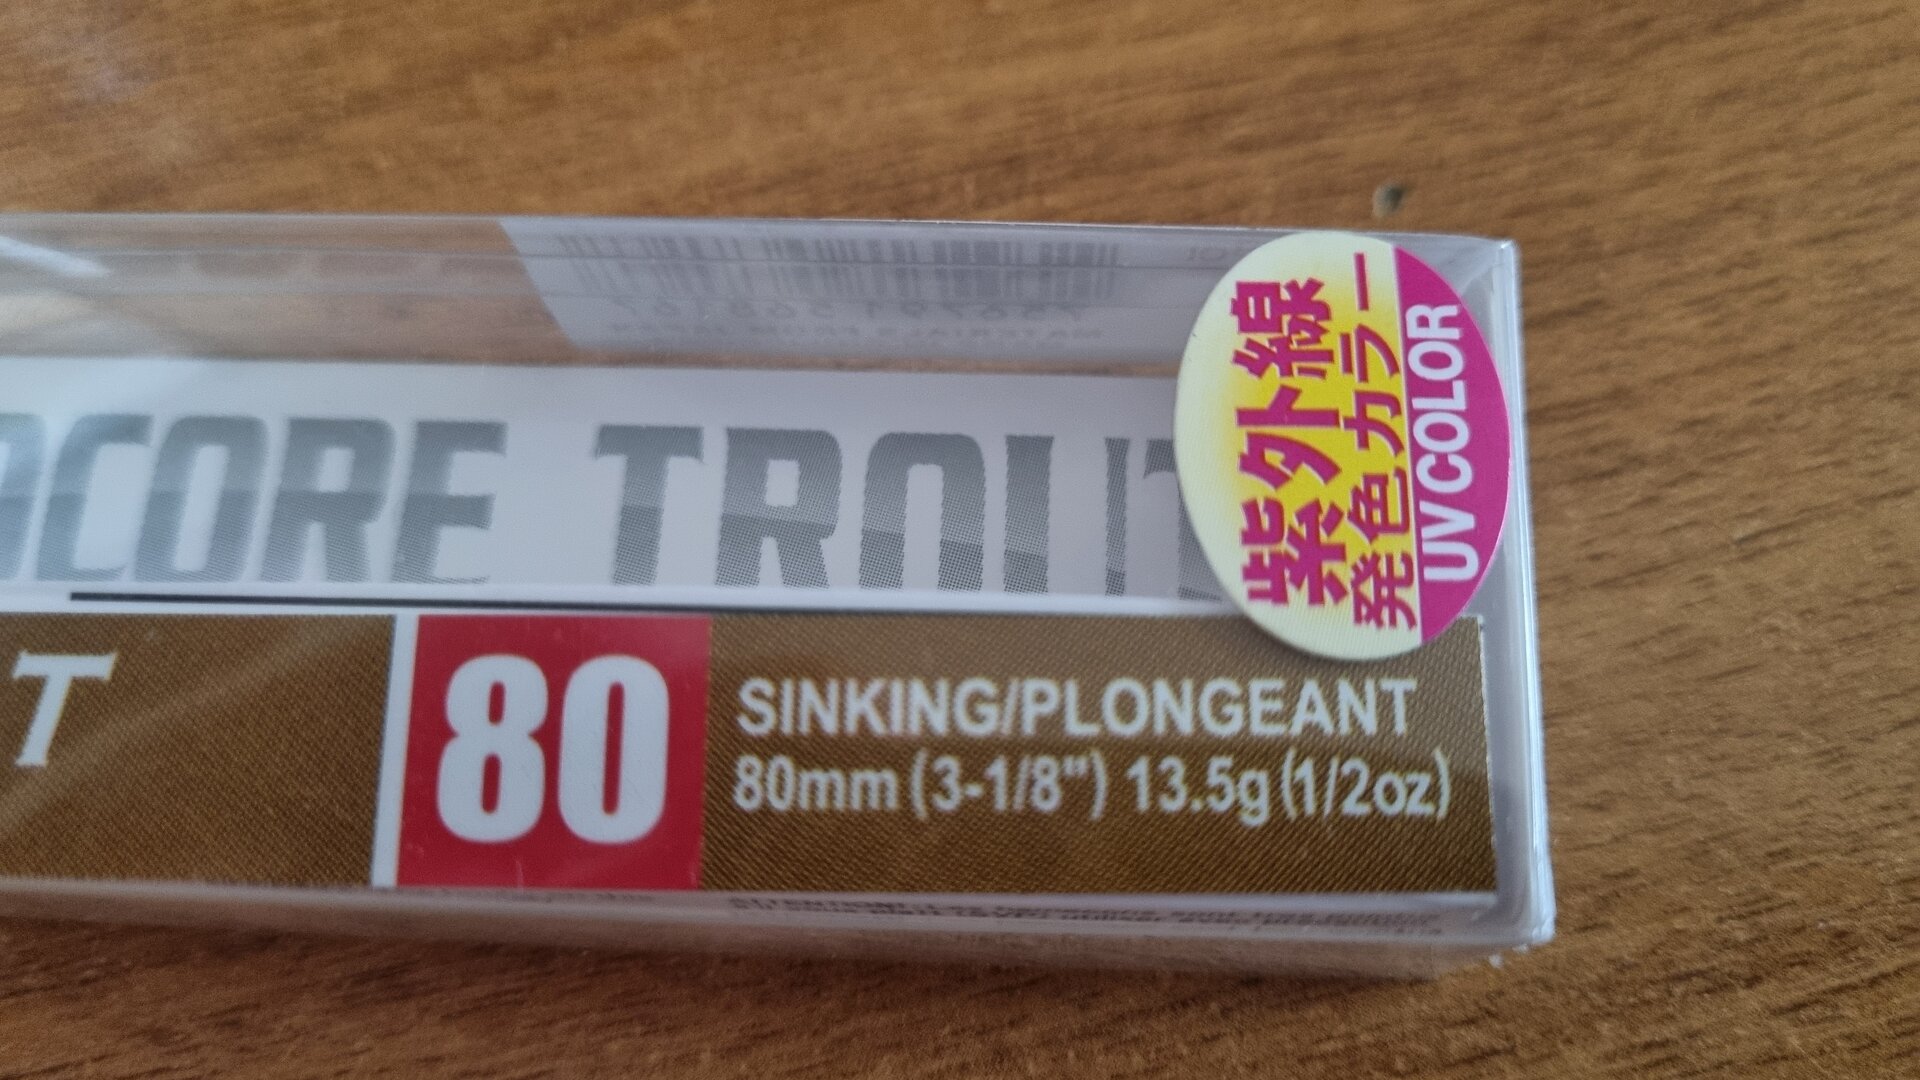 CORE TROUT
T
80
SINKING/PLONGEANT
80mm (3-1/8") 13.5g (1/2oz)
紫外線
発色カラー
UV COLOR